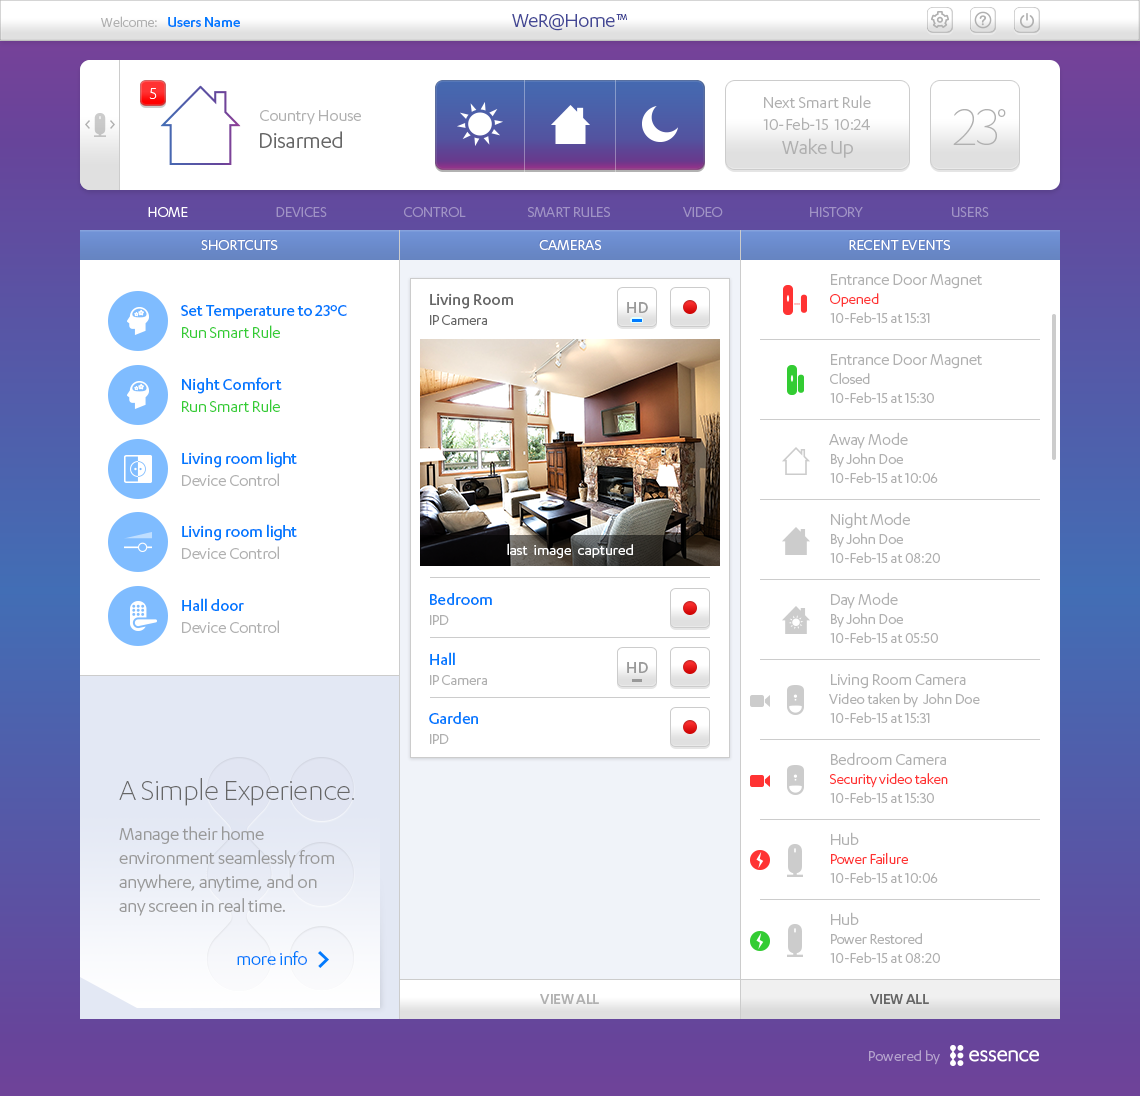 Welcome: Users Name
WeR@Home™
5
Country House
Disarmed
Next Smart Rule
10-Feb-15 10:24
Wake Up
23°
HOME DEVICES CONTROL SMART RULES VIDEO HISTORY USERS
SHORTCUTS
Set Temperature to 23ºC
Run Smart Rule
Night Comfort
Run Smart Rule
Living room light
Device Control
Living room light
Device Control
Hall door
Device Control
A Simple Experience.
Manage their home
environment seamlessly from
anywhere, anytime, and on
any screen in real time.
more info
CAMERAS
Living Room
IP Camera
HD
last image captured
Bedroom
IPD
Hall
IP Camera
HD
Garden
IPD
VIEW ALL
RECENT EVENTS
Entrance Door Magnet
Opened
10-Feb-15 at 15:31
Entrance Door Magnet
Closed
10-Feb-15 at 15:30
Away Mode
By John Doe
10-Feb-15 at 10:06
Night Mode
By John Doe
10-Feb-15 at 08:20
Day Mode
By John Doe
10-Feb-15 at 05:50
Living Room Camera
Video taken by John Doe
10-Feb-15 at 15:31
Bedroom Camera
Security video taken
10-Feb-15 at 15:30
Hub
Power Failure
10-Feb-15 at 10:06
Hub
Power Restored
10-Feb-15 at 08:20
VIEW ALL
Powered by essence